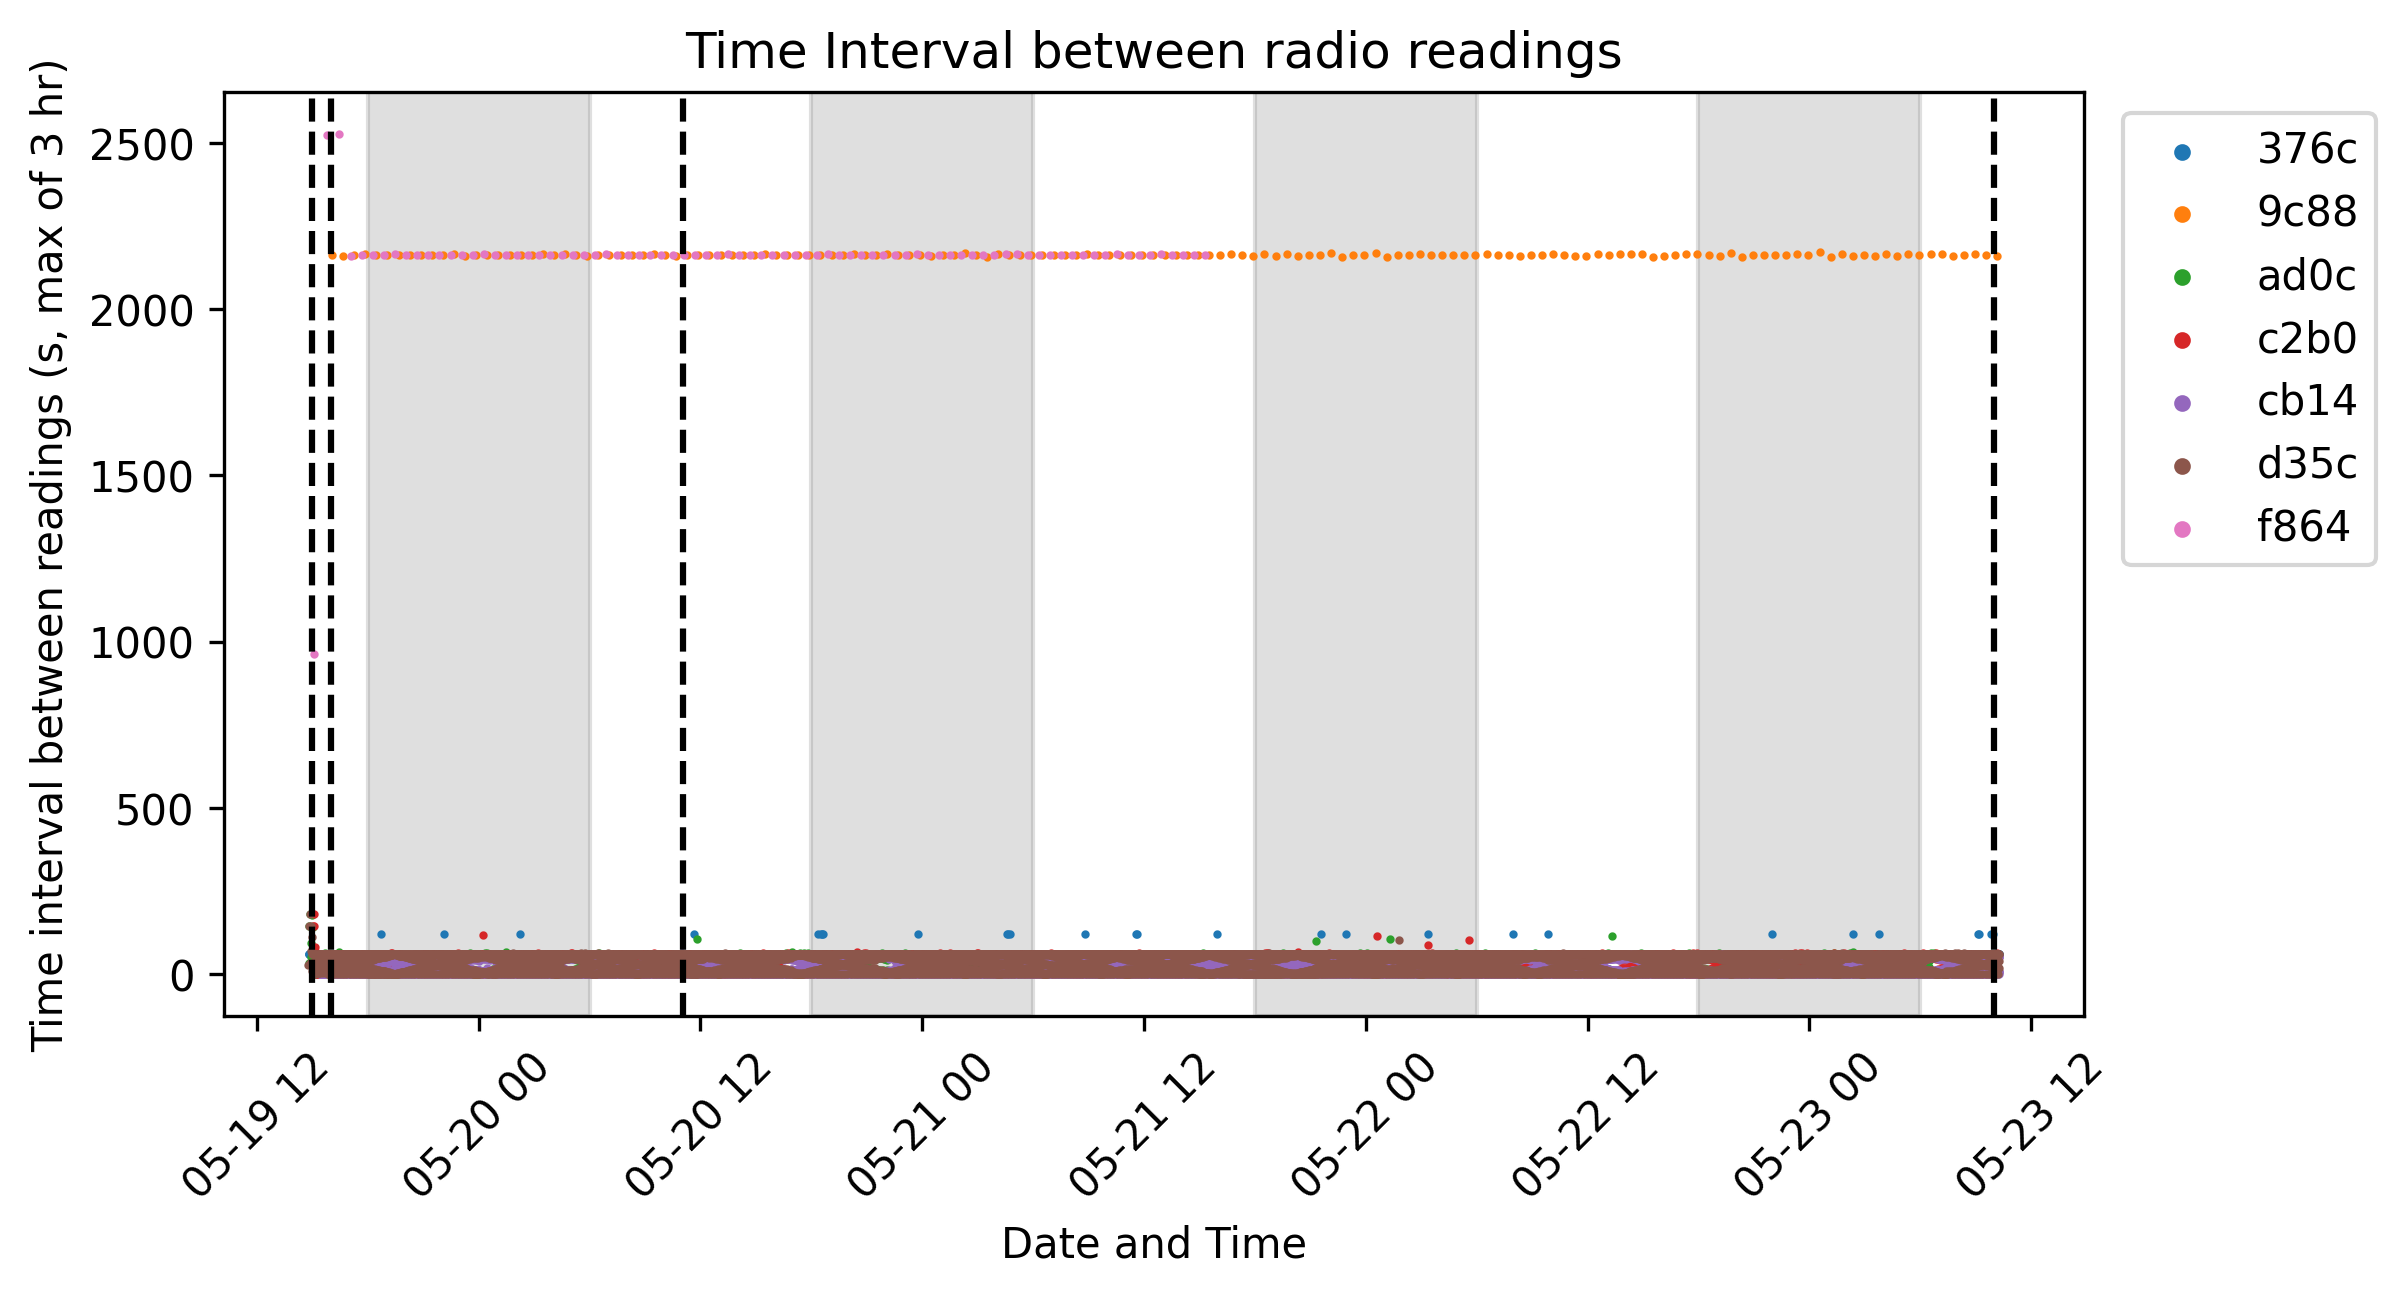 Time Interval between radio readings
Time interval between readings (s, max of 3 hr)
2500
2000
1500
1000
500
0
05-19 12
05-20 00
05-20 12
05-21 00
05-21 12
05-22 00
05-22 12
05-23 00
05-23 12
Date and Time
376c
9c88
ad0c
c2b0
cb14
d35c
f864